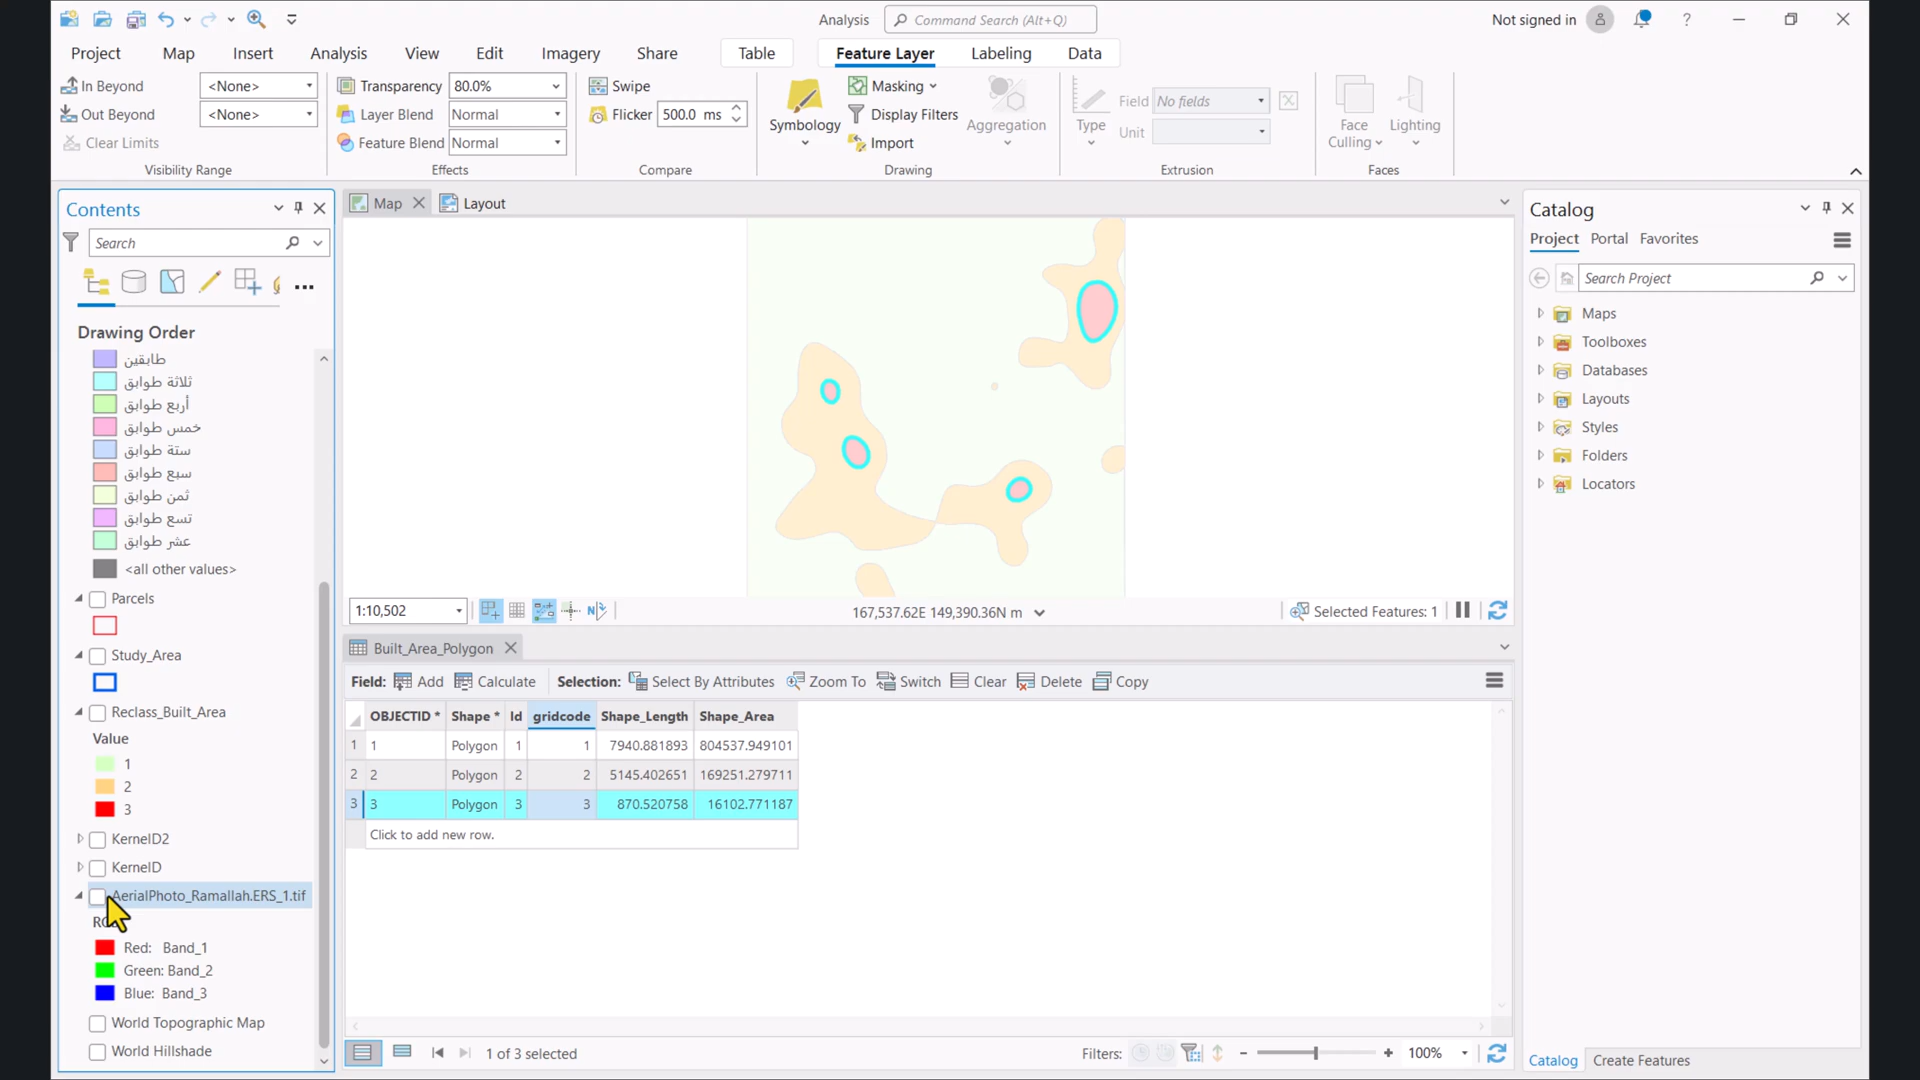 Analysis
Command Search (Alt+Q)
Not signed in
Project Map Insert Analysis View Edit Imagery Share Table Feature Layer Labeling Data
In Beyond <None>
Out Beyond <None>
Clear Limits
Visibility Range
Transparency 80.0%
Layer Blend Normal
Feature Blend Normal
Effects
Swipe
Flicker 500.0 ms
Compare
Symbology
Masking
Display Filters
Import
Aggregation
Drawing
Type
Field No fields
Unit
Extrusion
Face Culling
Lighting
Faces
Contents
Search
Drawing Order
طابقين
ثلاثة طوابق
أربع طوابق
خمس طوابق
ستة طوابق
سبع طوابق
ثمن طوابق
تسع طوابق
عشر طوابق
<all other values>
Parcels
Study_Area
Reclass_Built_Area
Value
1
2
3
KernelD2
KernelD
AerialPhoto_Ramallah.ERS_1.tif
Red: Band_1
Green: Band_2
Blue: Band_3
World Topographic Map
World Hillshade
Map Layout
1:10,502
167,537.62E 149,390.36N m
Selected Features: 1
Built_Area_Polygon
Field: Add Calculate Selection: Select By Attributes Zoom To Switch Clear Delete Copy
OBJECTID * Shape * Id gridcode Shape_Length Shape_Area
1 1 Polygon 1 1 7940.881893 804537.949101
2 2 Polygon 2 2 5145.402651 169251.279711
3 3 Polygon 3 3 870.520758 16102.771187
Click to add new row.
1 of 3 selected
Filters:
100%
Catalog
Project Portal Favorites
Search Project
Maps
Toolboxes
Databases
Layouts
Styles
Folders
Locators
Catalog Create Features